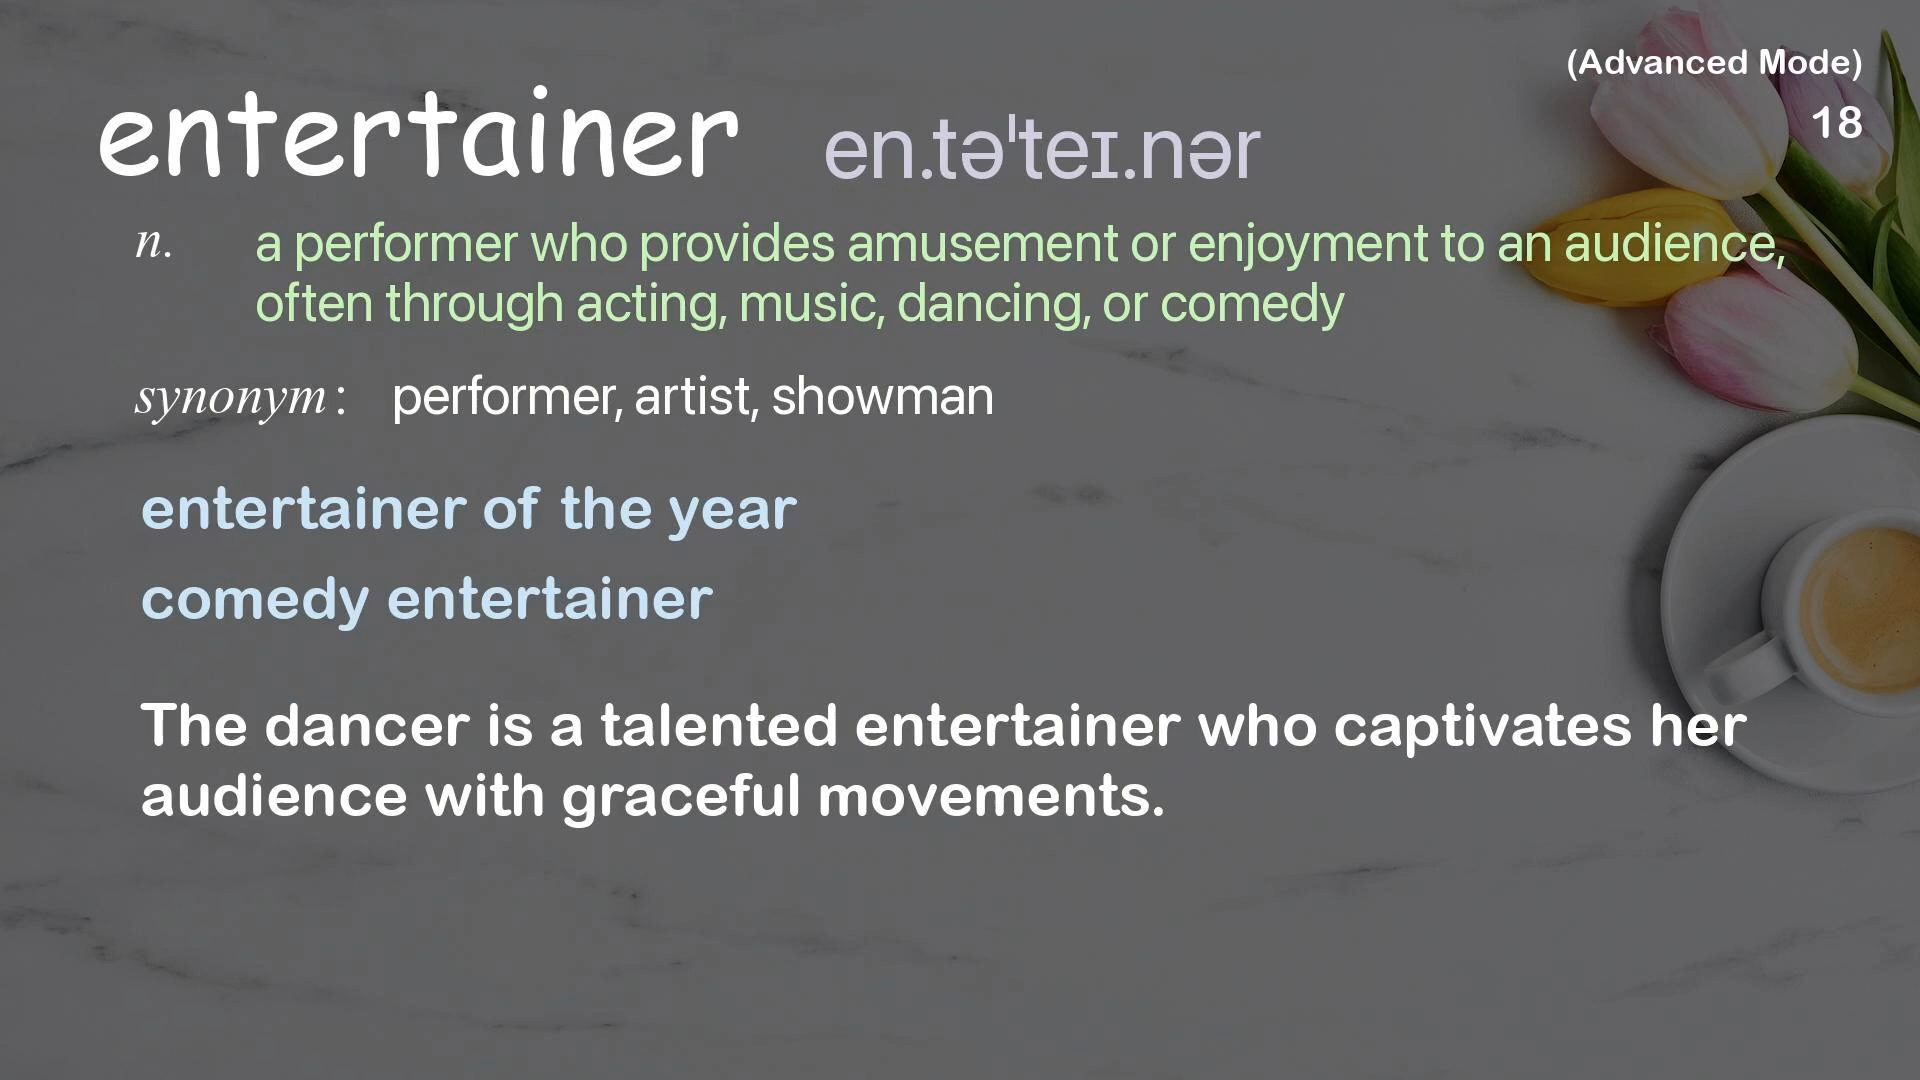 (Advanced Mode)
18
entertainer en.təˈteɪ.nər
n. a performer who provides amusement or enjoyment to an audience,
often through acting, music, dancing, or comedy
synonym: performer, artist, showman
entertainer of the year
comedy entertainer
The dancer is a talented entertainer who captivates her
audience with graceful movements.